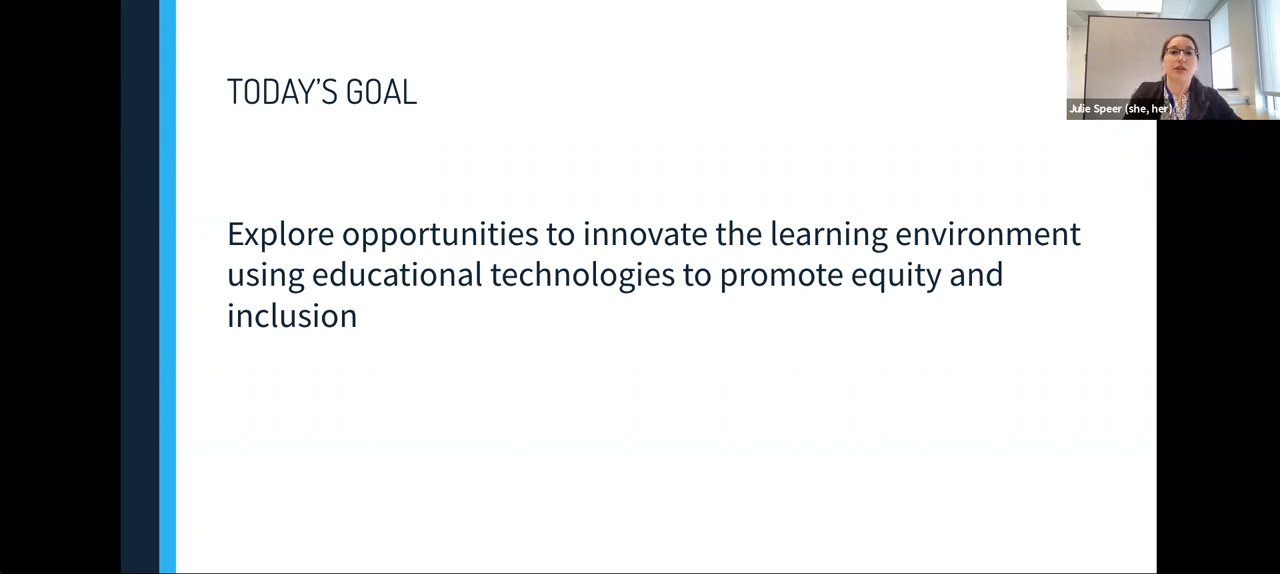 TODAY’S GOAL
Julie Speer (she, her)
Explore opportunities to innovate the learning environment
using educational technologies to promote equity and
inclusion